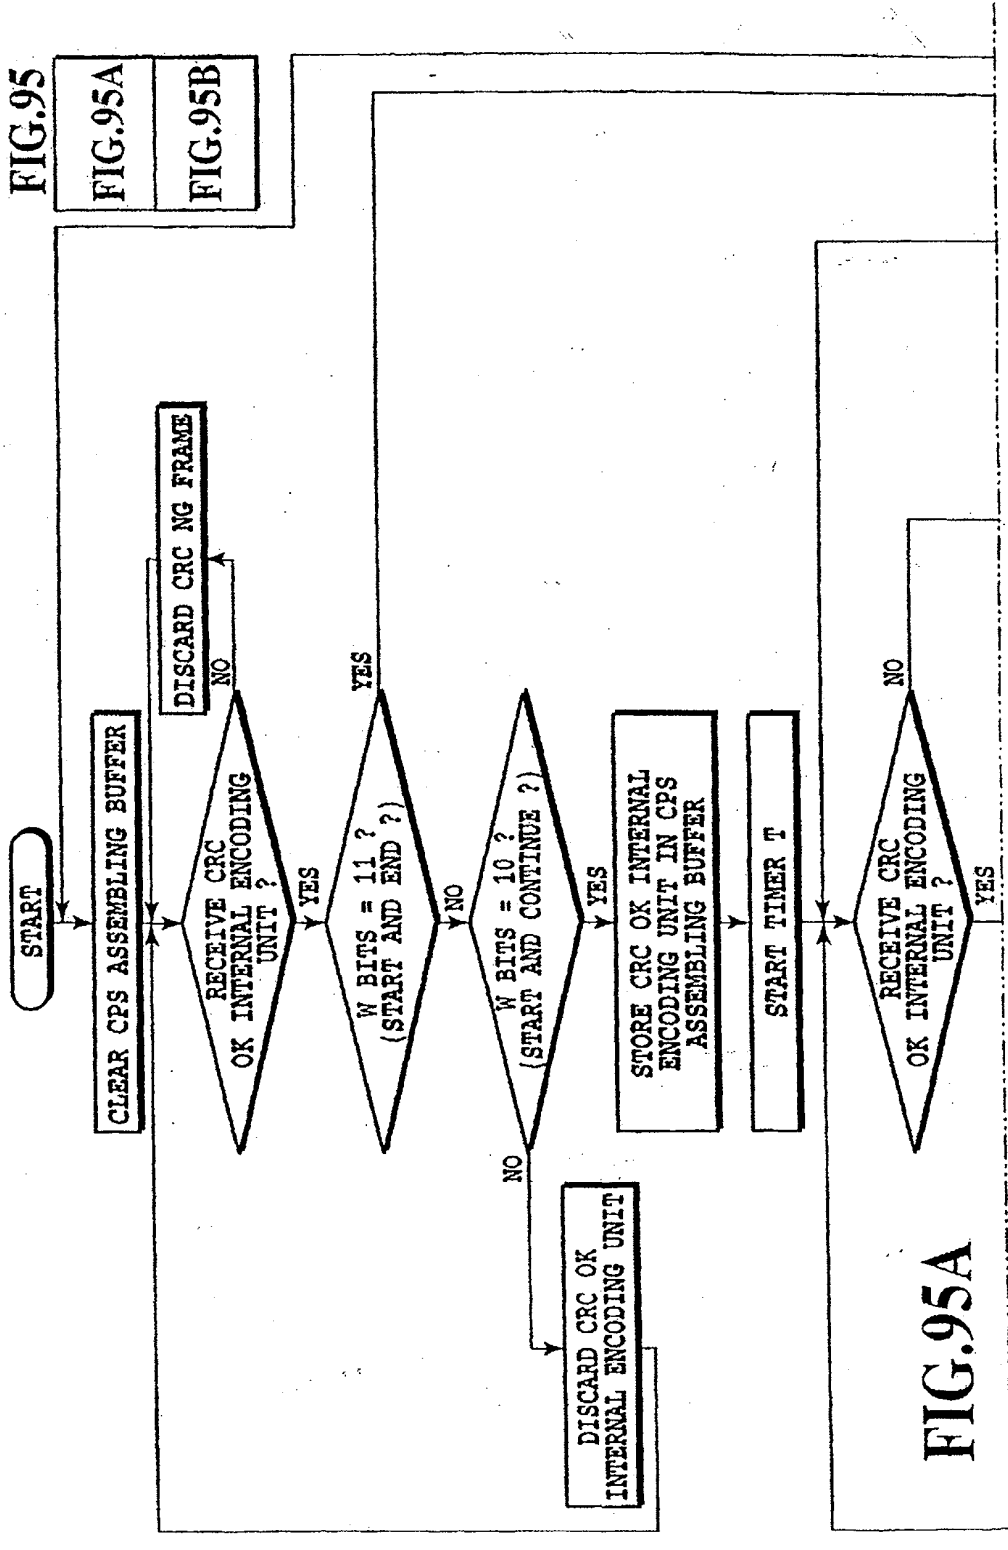 FIG.95
FIG.95A
FIG.95B
START
CLEAR CPS ASSEMBLING BUFFER
DISCARD CRC NG FRAME
RECEIVE CRC
OK INTERNAL ENCODING
UNIT ?
NO
YES
W BITS = 11 ?
(START AND END ?)
YES
NO
W BITS = 10 ?
(START AND CONTINUE ?)
NO
YES
DISCARD CRC OK
INTERNAL ENCODING UNIT
STORE CRC OK INTERNAL
ENCODING UNIT IN CPS
ASSEMBLING BUFFER
START TIMER T
RECEIVE CRC
OK INTERNAL ENCODING
UNIT ?
NO
YES
FIG.95A